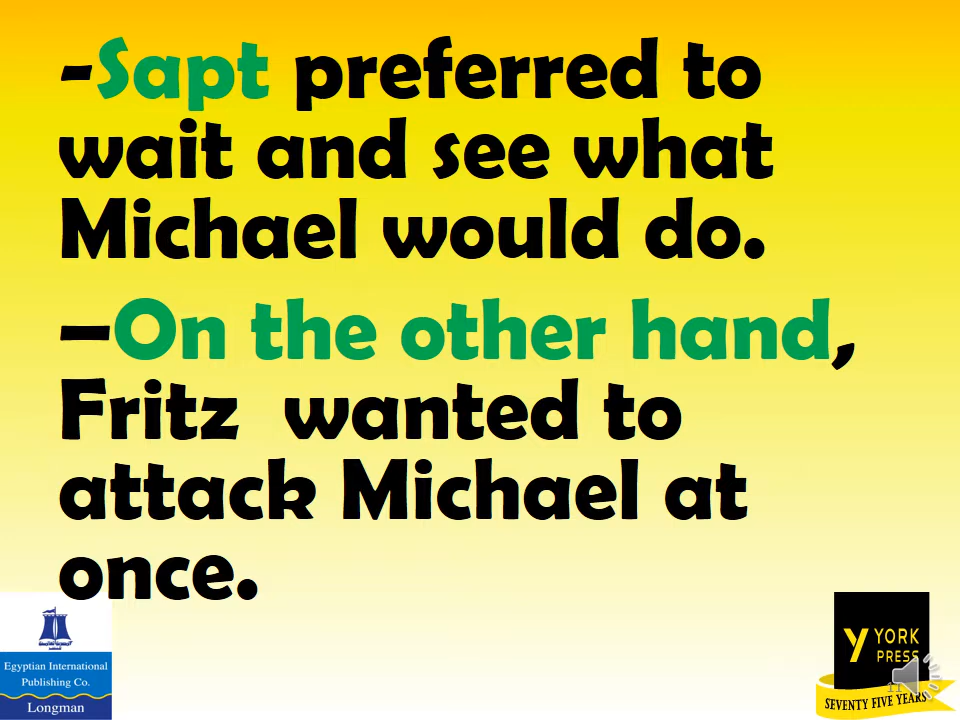 -Sapt preferred to
wait and see what
Michael would do.
–On the other hand,
Fritz wanted to
attack Michael at
once.
Egyptian International
Publishing Co.
Longman
y YORK
PRESS
11
SEVENTY FIVE YEARS